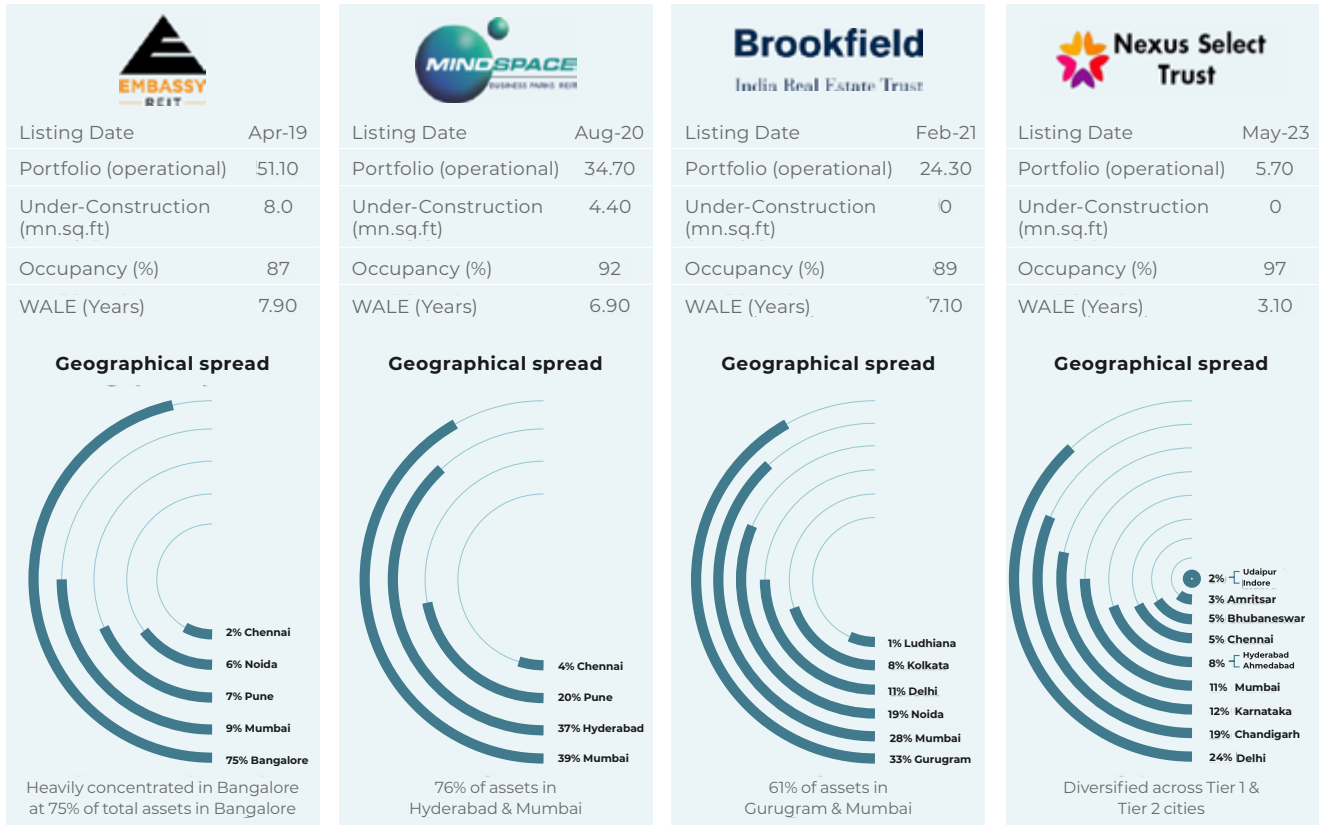 EMBASSY
REIT
Listing Date Apr-19
Portfolio (operational) 51.10
Under-Construction 8.0
(mn.sq.ft)
Occupancy (%) 87
WALE (Years) 7.90
Geographical spread
2% Chennai
6% Noida
7% Pune
9% Mumbai
75% Bangalore
Heavily concentrated in Bangalore
at 75% of total assets in Bangalore
MINDSPACE
BUSINESS PARKS REIT
Listing Date Aug-20
Portfolio (operational) 34.70
Under-Construction 4.40
(mn.sq.ft)
Occupancy (%) 92
WALE (Years) 6.90
Geographical spread
4% Chennai
20% Pune
37% Hyderabad
39% Mumbai
76% of assets in
Hyderabad & Mumbai
Brookfield
India Real Estate Trust
Listing Date Feb-21
Portfolio (operational) 24.30
Under-Construction 0
(mn.sq.ft)
Occupancy (%) 89
WALE (Years) 7.10
Geographical spread
1% Ludhiana
8% Kolkata
11% Delhi
19% Noida
28% Mumbai
33% Gurugram
61% of assets in
Gurugram & Mumbai
Nexus Select
Trust
Listing Date May-23
Portfolio (operational) 5.70
Under-Construction 0
(mn.sq.ft)
Occupancy (%) 97
WALE (Years) 3.10
Geographical spread
2% Udaipur
Indore
3% Amritsar
5% Bhubaneswar
5% Chennai
8% Hyderabad
Ahmedabad
11% Mumbai
12% Karnataka
19% Chandigarh
24% Delhi
Diversified across Tier 1 &
Tier 2 cities